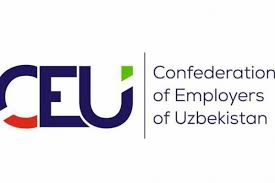 CEU
Confederation
of Employers
of Uzbekistan